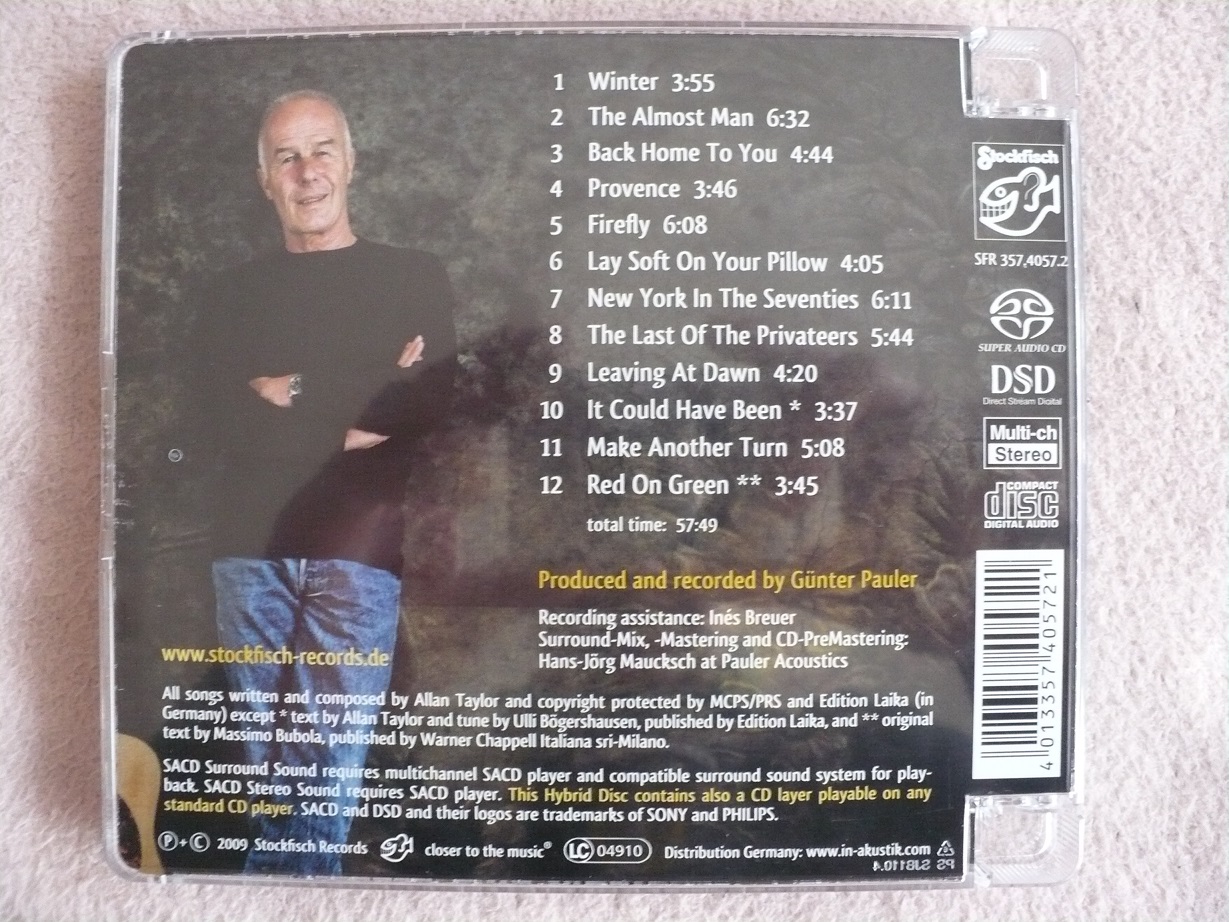 1 Winter 3:55
2 The Almost Man 6:32
3 Back Home To You 4:44
4 Provence 3:46
5 Firefly 6:08
6 Lay Soft On Your Pillow 4:05
7 New York In The Seventies 6:11
8 The Last Of The Privateers 5:44
9 Leaving At Dawn 4:20
10 It Could Have Been * 3:37
11 Make Another Turn 5:08
12 Red On Green ** 3:45
total time: 57:49
Produced and recorded by Günter Pauler
Recording assistance: Inés Breuer
Surround-Mix, -Mastering and CD-PreMastering:
Hans-Jörg Maucksch at Pauler Acoustics
www.stockfisch-records.de
All songs written and composed by Allan Taylor and copyright protected by MCPS/PRS and Edition Laika (in
Germany) except * text by Allan Taylor and tune by Ulli Bögershausen, published by Edition Laika, and ** original
text by Massimo Bubola, published by Warner Chappell Italiana sri-Milano.
SACD Surround Sound requires multichannel SACD player and compatible surround sound system for play-
back. SACD Stereo Sound requires SACD player. This Hybrid Disc contains also a CD layer playable on any
standard CD player. SACD and DSD and their logos are trademarks of SONY and PHILIPS.
Ⓟ+© 2009 Stockfisch Records closer to the music® LC 04910 Distribution Germany: www.in-akustik.com
Stockfisch
SFR 357.4057.2
SUPER AUDIO CD
DSD
Direct Stream Digital
Multi-ch
Stereo
COMPACT
disc
DIGITAL AUDIO
4 013357 405721
PS SJB110.4